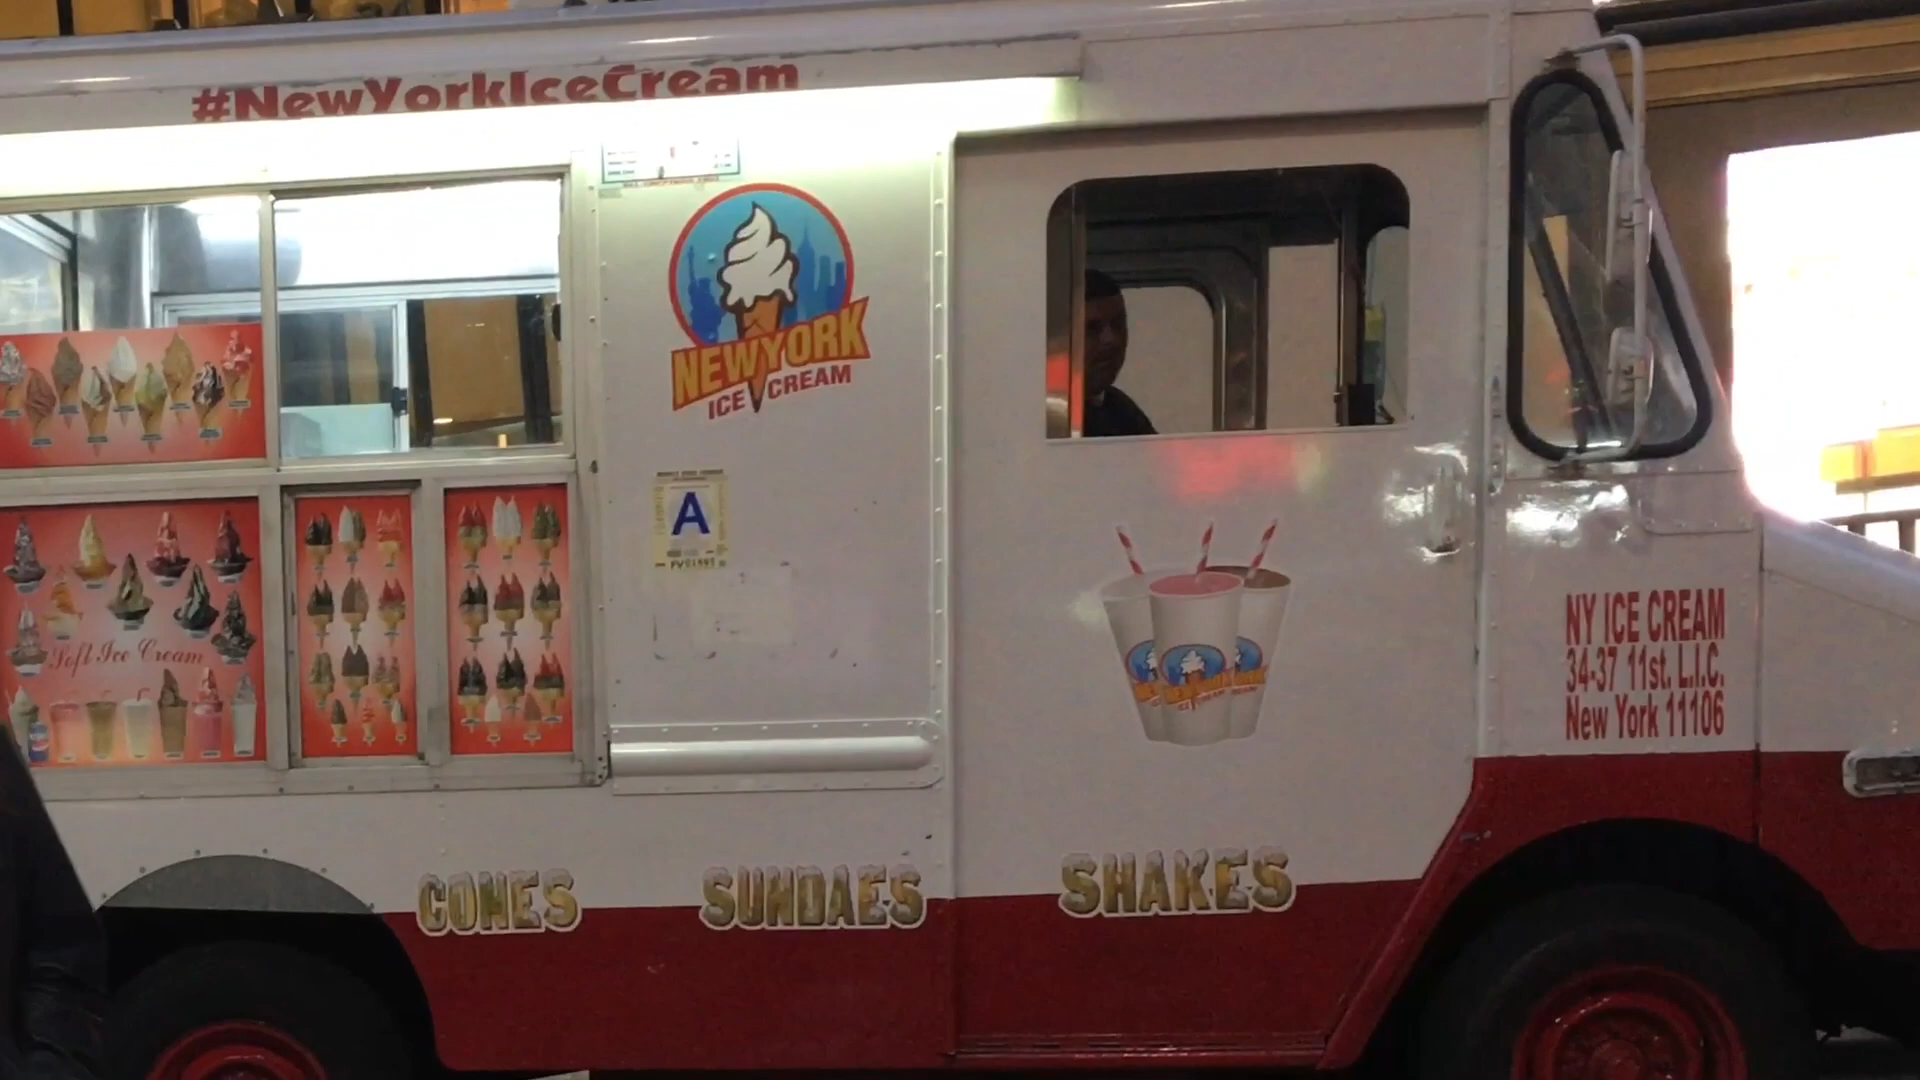 #NewYorkIceCream
NEW YORK
ICE CREAM
A
Soft Ice Cream
NY ICE CREAM
34-37 11st. L.I.C.
New York 11106
CONES
SUNDAES
SHAKES